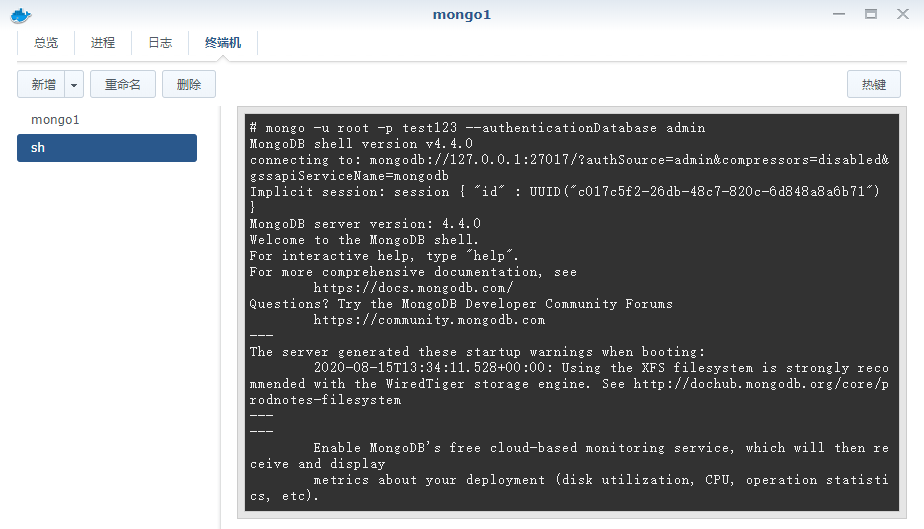 mongo1
总览 进程 日志 终端机
新增 重命名 删除 热键
mongo1
sh
# mongo -u root -p test123 --authenticationDatabase admin
MongoDB shell version v4.4.0
connecting to: mongodb://127.0.0.1:27017/?authSource=admin&compressors=disabled&
gssapiServiceName=mongodb
Implicit session: session { "id" : UUID("c017c5f2-26db-48c7-820c-6d848a8a6b71")
}
MongoDB server version: 4.4.0
Welcome to the MongoDB shell.
For interactive help, type "help".
For more comprehensive documentation, see
https://docs.mongodb.com/
Questions? Try the MongoDB Developer Community Forums
https://community.mongodb.com
---
The server generated these startup warnings when booting:
2020-08-15T13:34:11.528+00:00: Using the XFS filesystem is strongly reco
mmended with the WiredTiger storage engine. See http://dochub.mongodb.org/core/p
rodnotes-filesystem
---
---
Enable MongoDB's free cloud-based monitoring service, which will then re
ceive and display
metrics about your deployment (disk utilization, CPU, operation statisti
cs, etc).